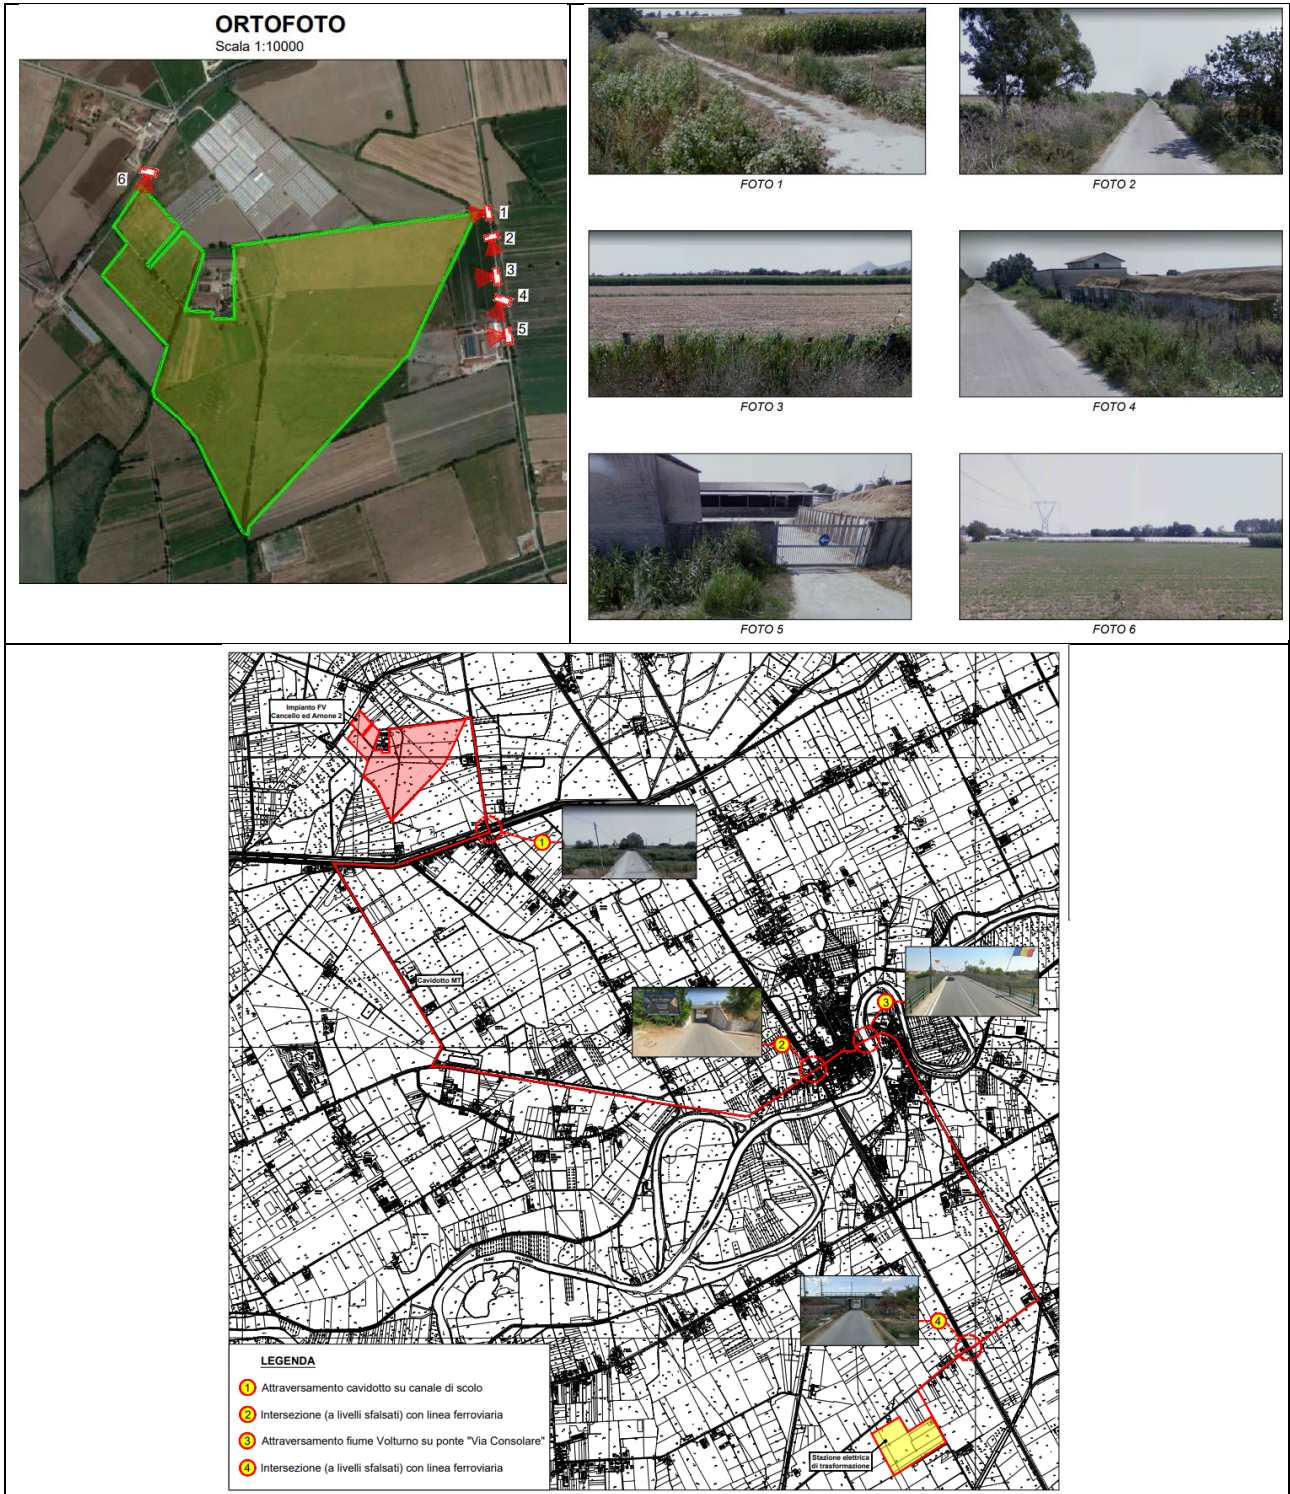 ORTOFOTO
Scala 1:10000
6
1
2
3
4
5
FOTO 1
FOTO 2
FOTO 3
FOTO 4
FOTO 5
FOTO 6
Impianto FV
Cancello ed Arnone 2
1
Cavidotto MT
3
2
4
LEGENDA
1 Attraversamento cavidotto su canale di scolo
2 Intersezione (a livelli sfalsati) con linea ferroviaria
3 Attraversamento fiume Volturno su ponte "Via Consolare"
4 Intersezione (a livelli sfalsati) con linea ferroviaria
Stazione elettrica
di trasformazione